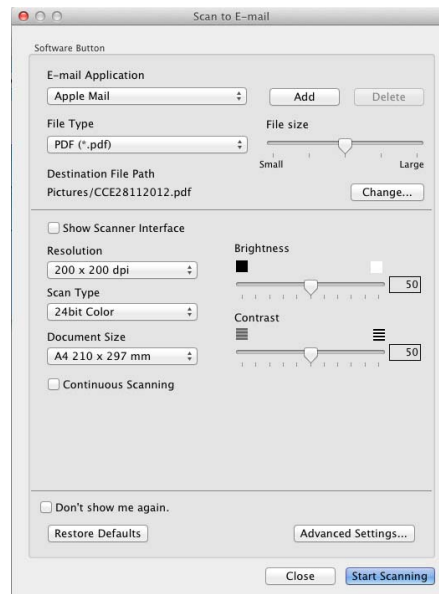 Scan to E-mail
Software Button
E-mail Application
Apple Mail
Add
Delete
File Type
File size
PDF (*.pdf)
Small
Large
Destination File Path
Pictures/CCE28112012.pdf
Change...
Show Scanner Interface
Resolution
Brightness
200 x 200 dpi
50
Scan Type
24bit Color
Contrast
Document Size
A4 210 x 297 mm
50
Continuous Scanning
Don't show me again.
Restore Defaults
Advanced Settings...
Close
Start Scanning